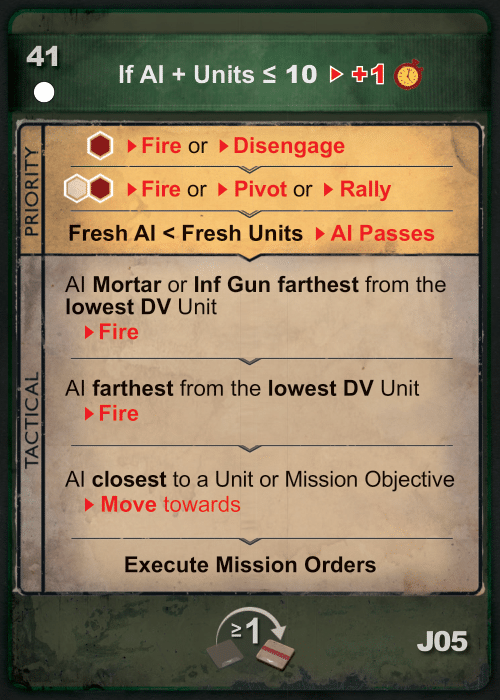 41
If AI + Units ≤ 10 ▶ +1
PRIORITY
▶ Fire or ▶ Disengage
▶ Fire or ▶ Pivot or ▶ Rally
Fresh AI < Fresh Units ▶ AI Passes
TACTICAL
AI Mortar or Inf Gun farthest from the
lowest DV Unit
▶ Fire
AI farthest from the lowest DV Unit
▶ Fire
AI closest to a Unit or Mission Objective
▶ Move towards
Execute Mission Orders
≥1
J05